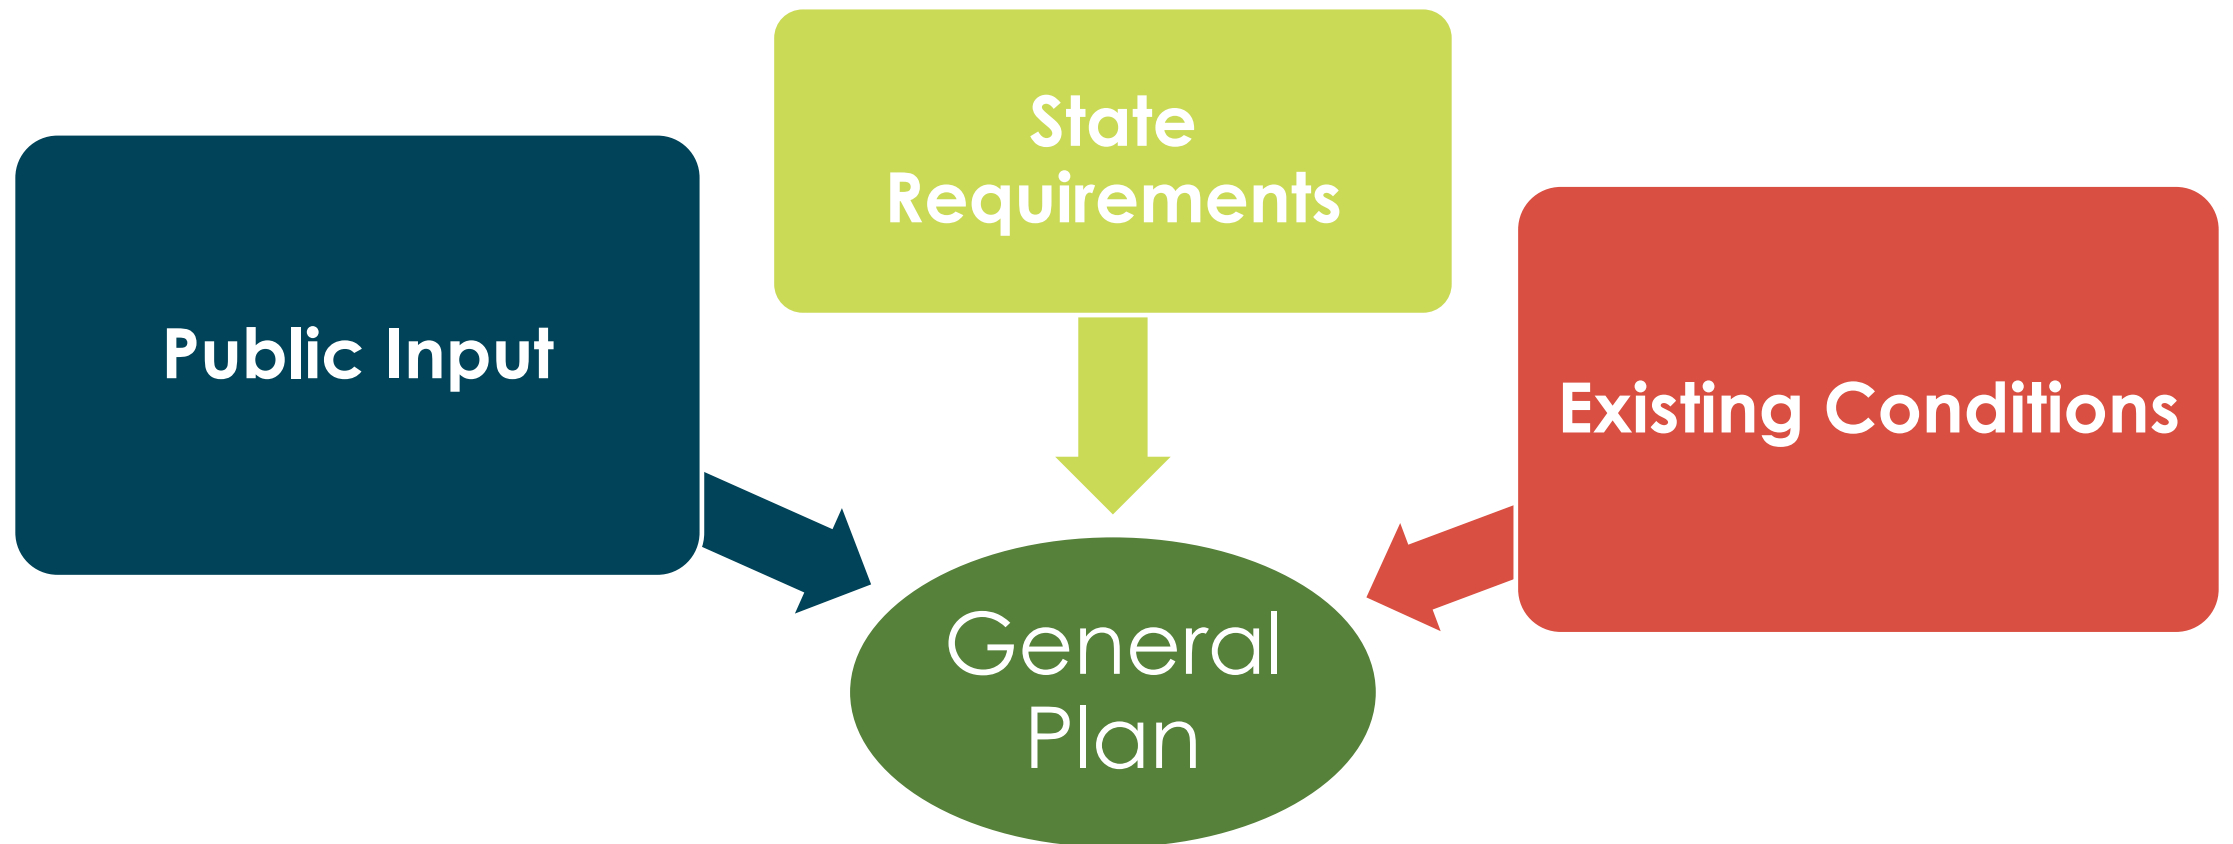 Public Input
State
Requirements
Existing Conditions
General
Plan